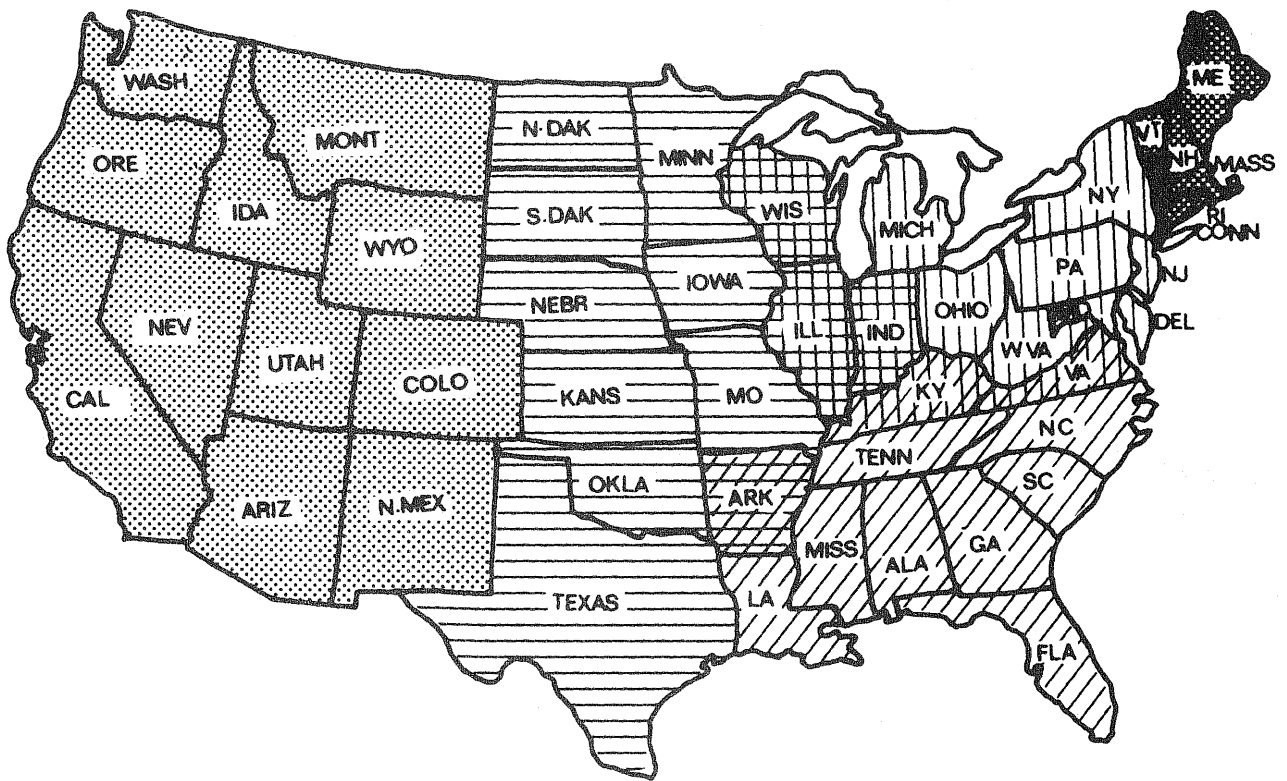 WASH
ORE
MONT
IDA
WYO
CAL
NEV
UTAH
COLO
ARIZ
N.MEX
N.DAK
S.DAK
NEBR
KANS
OKLA
TEXAS
MINN
IOWA
MO
ARK
LA
WIS
ILL
MICH
IND
OHIO
KY
TENN
MISS
ALA
GA
FLA
SC
NC
VA
W VA
PA
NY
NJ
DEL
VT
NH
ME
MASS
RI
CONN